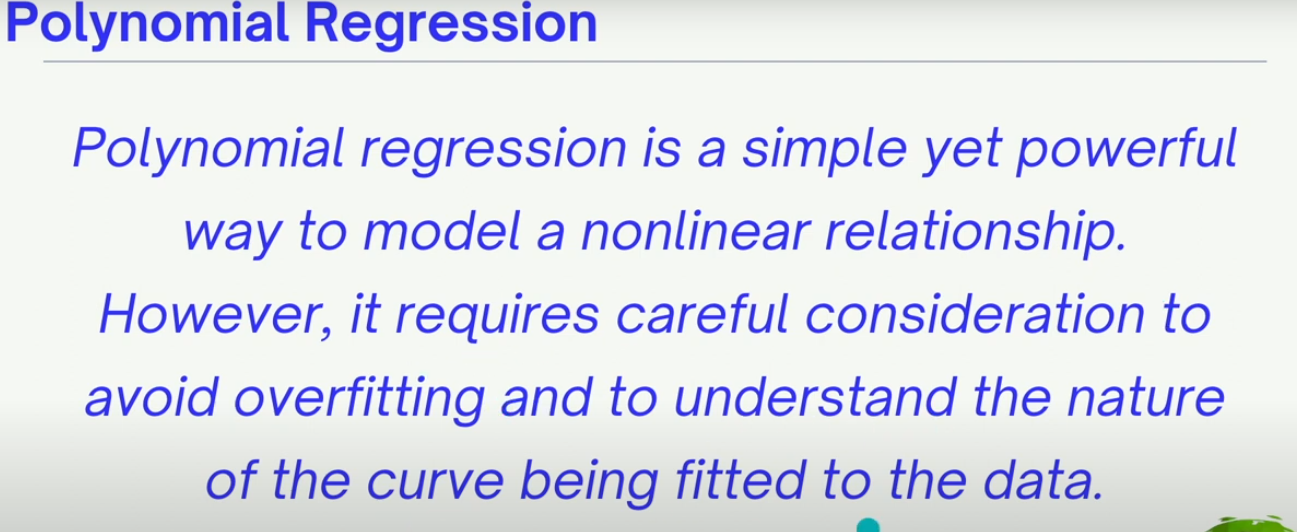 Polynomial Regression
Polynomial regression is a simple yet powerful
way to model a nonlinear relationship.
However, it requires careful consideration to
avoid overfitting and to understand the nature
of the curve being fitted to the data.